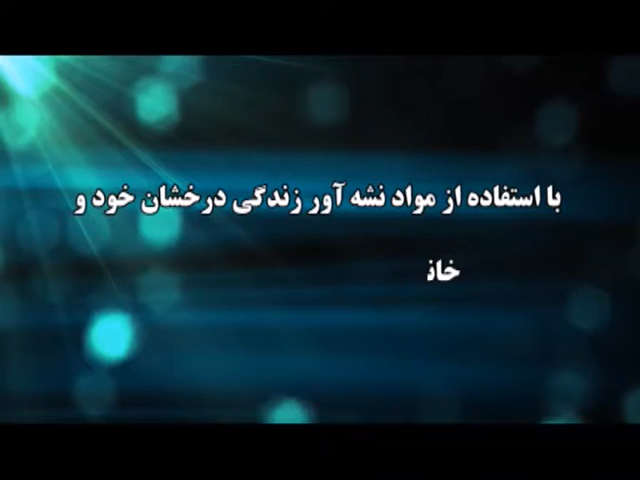 با استفاده از مواد نشه آور زندگی درخشان خود و
خان